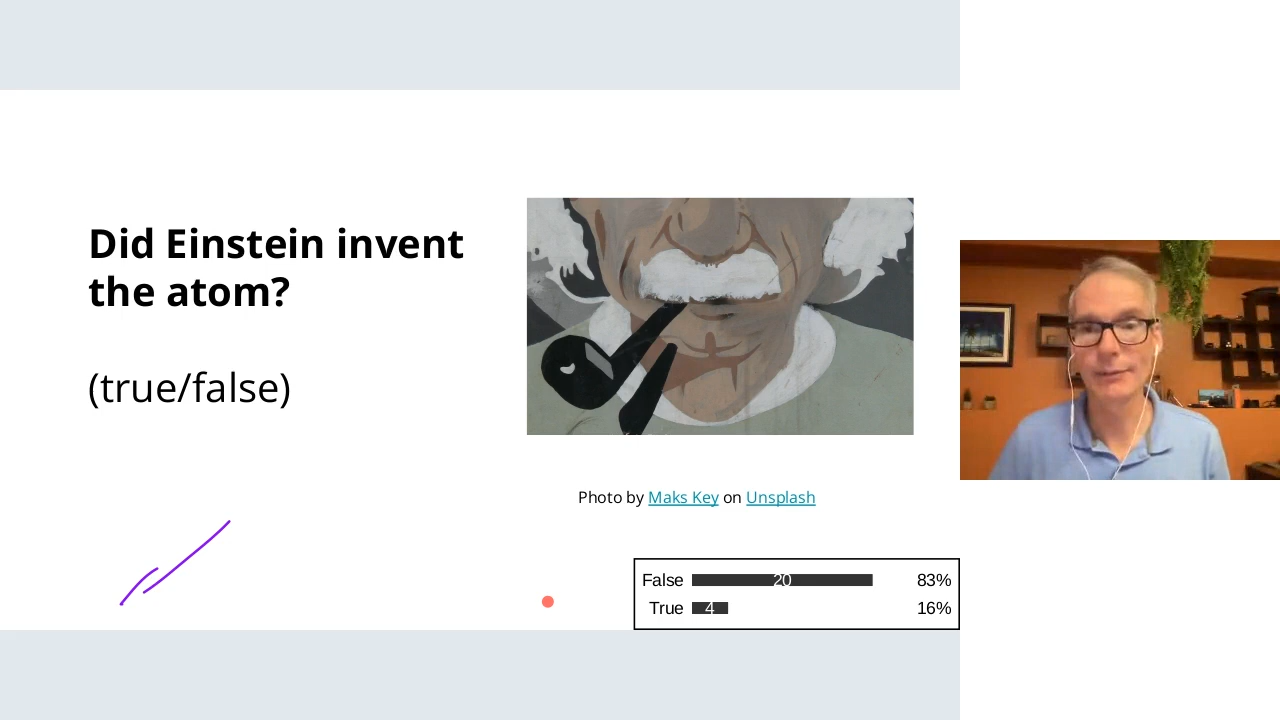 Did Einstein invent
the atom?
(true/false)
Photo by Maks Key on Unsplash
False 20 83%
True 4 16%